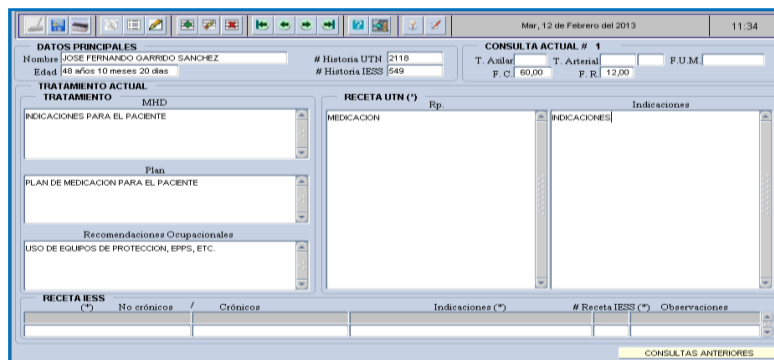 Mar, 12 de Febrero del 2013 11:34
DATOS PRINCIPALES
Nombre JOSE FERNANDO GARRIDO SANCHEZ
# Historia UTN 2118
Edad 48 años 10 meses 20 dias
# Historia IESS 549
CONSULTA ACTUAL # 1
T. Axilar T. Arterial F.U.M.
F. C. 60,00 F. R. 12,00
TRATAMIENTO ACTUAL
TRATAMIENTO
MHD
INDICACIONES PARA EL PACIENTE
Plan
PLAN DE MEDICACION PARA EL PACIENTE
Recomendaciones Ocupacionales
USO DE EQUIPOS DE PROTECCION, EPPS, ETC.
RECETA UTN (*)
Rp. Indicaciones
MEDICACION INDICACIONES
RECETA IESS
(*) No crónicos / Crónicos Indicaciones (*) # Receta IESS (*) Observaciones
CONSULTAS ANTERIORES